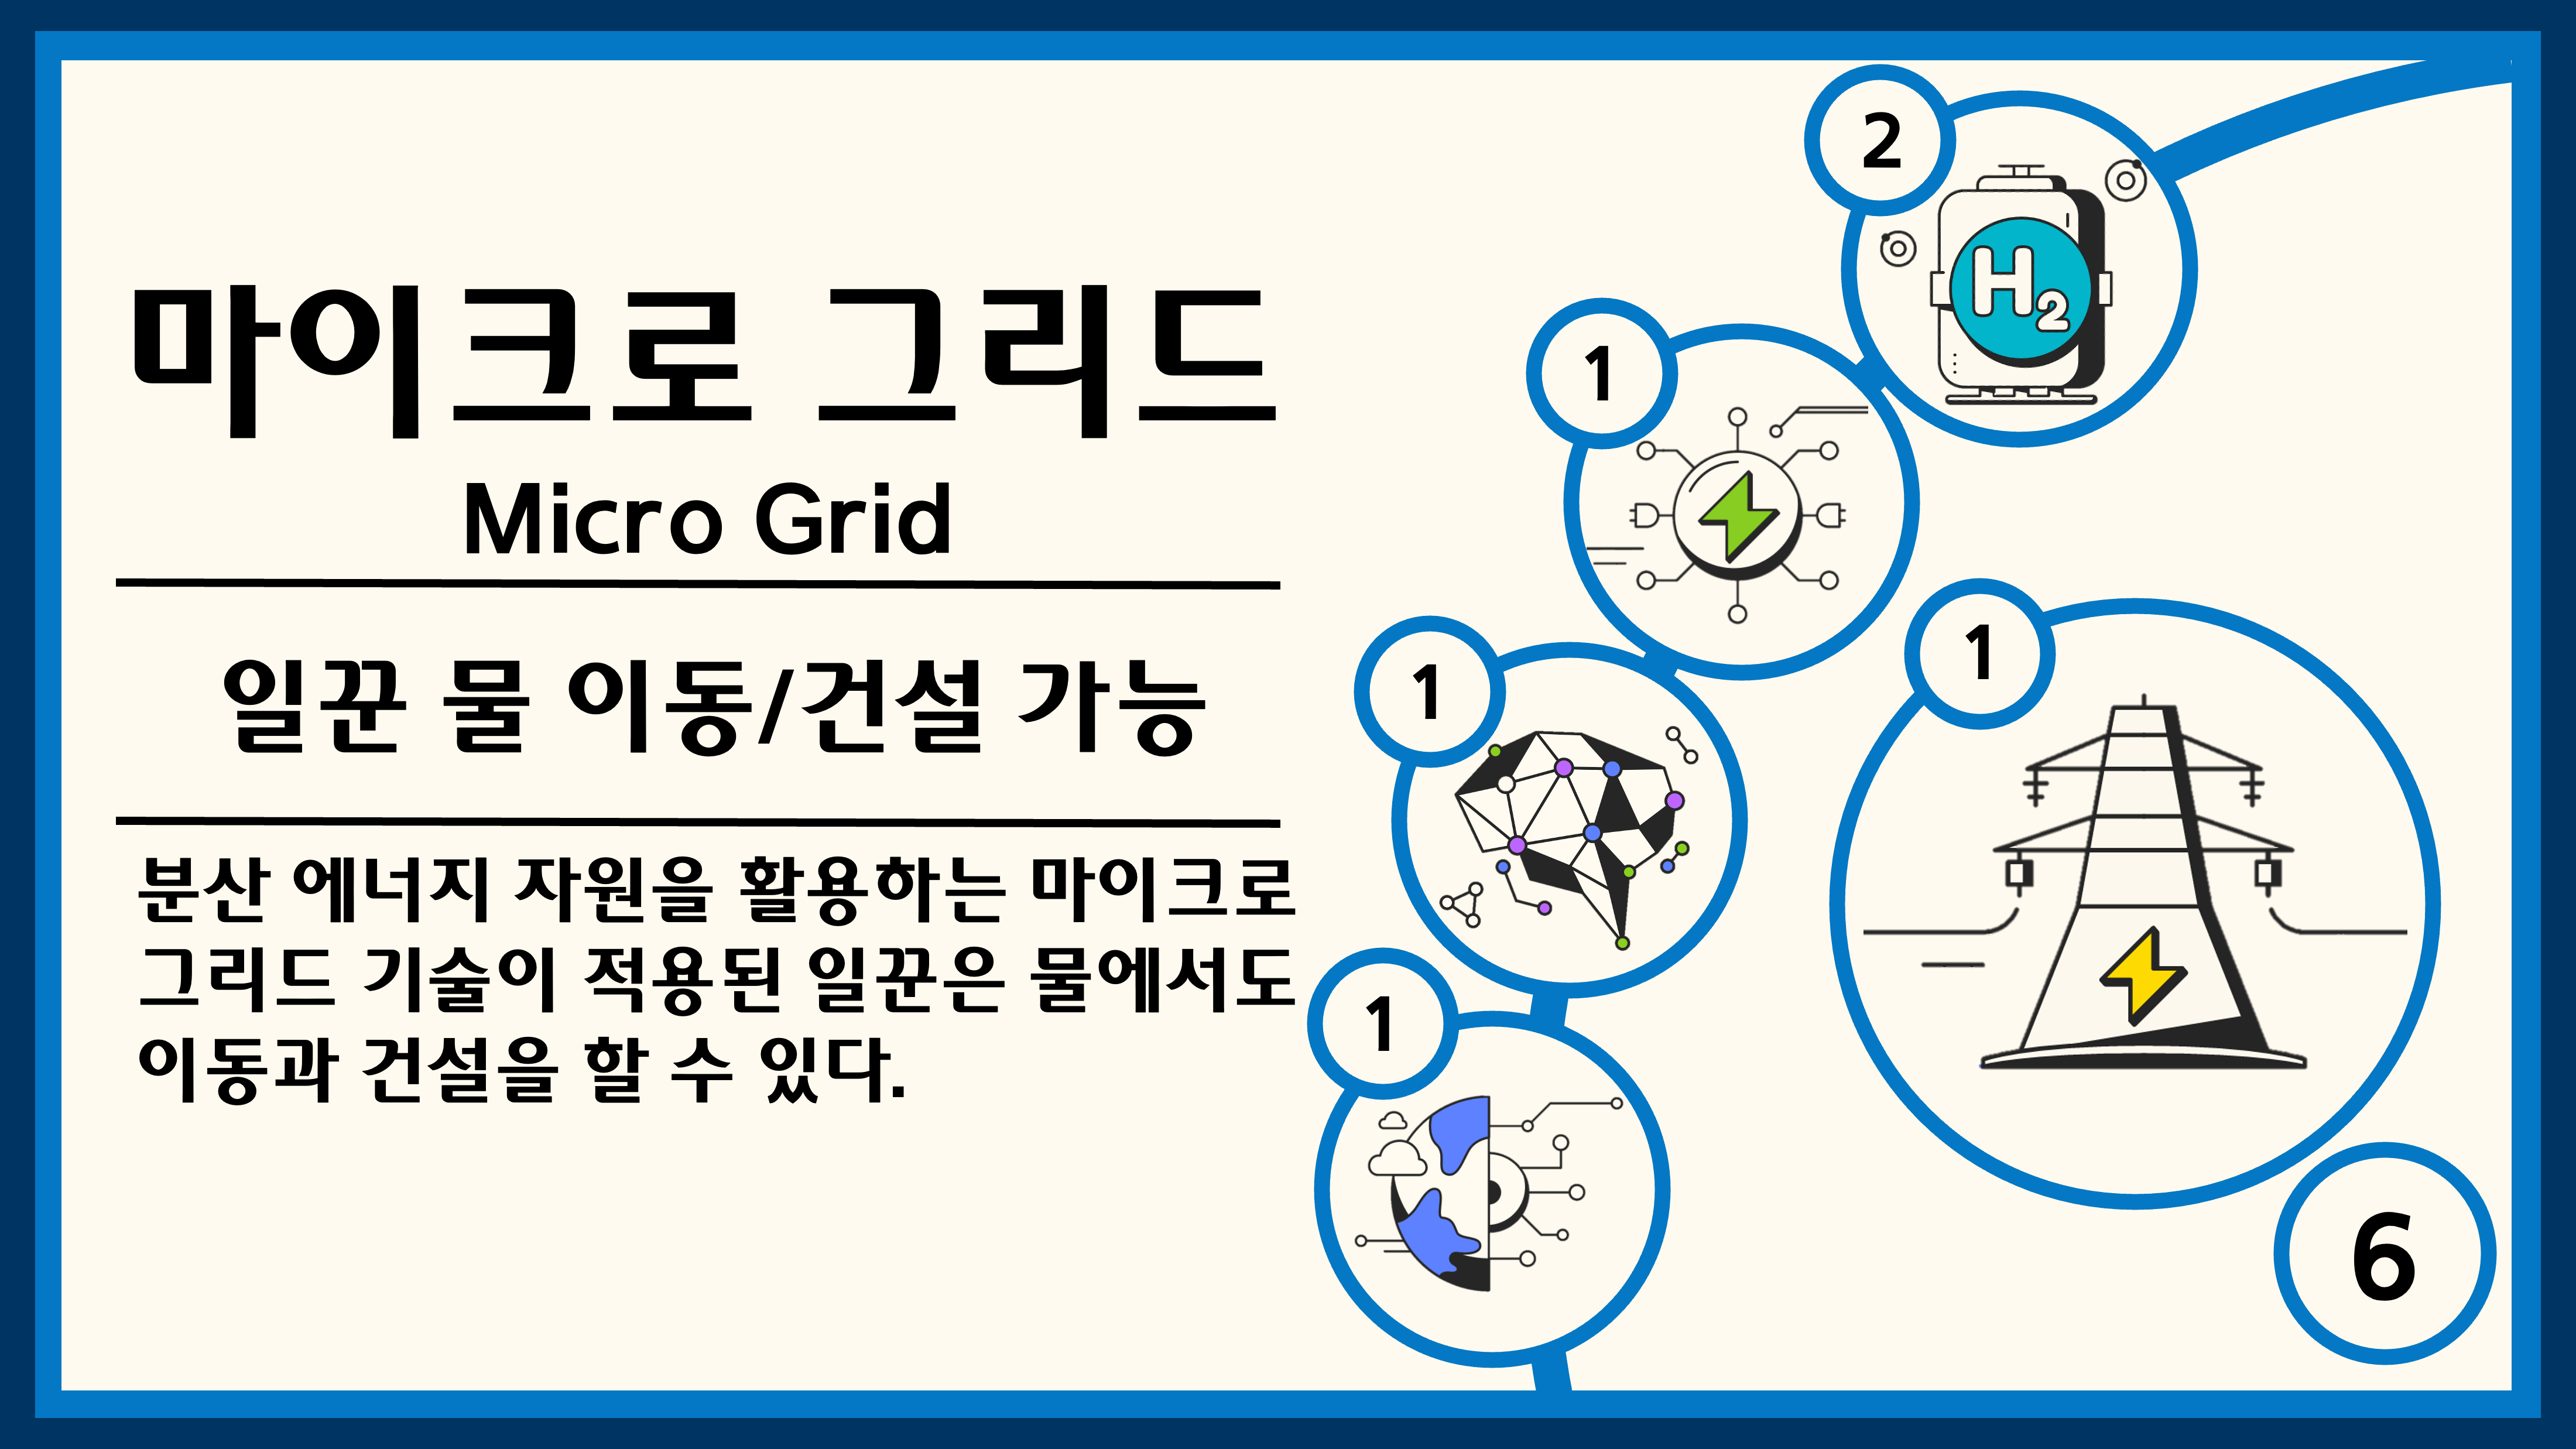 마이크로 그리드
Micro Grid
일꾼 물 이동/건설 가능
분산 에너지 자원을 활용하는 마이크로
그리드 기술이 적용된 일꾼은 물에서도
이동과 건설을 할 수 있다.
2
H2
1
1
1
1
6